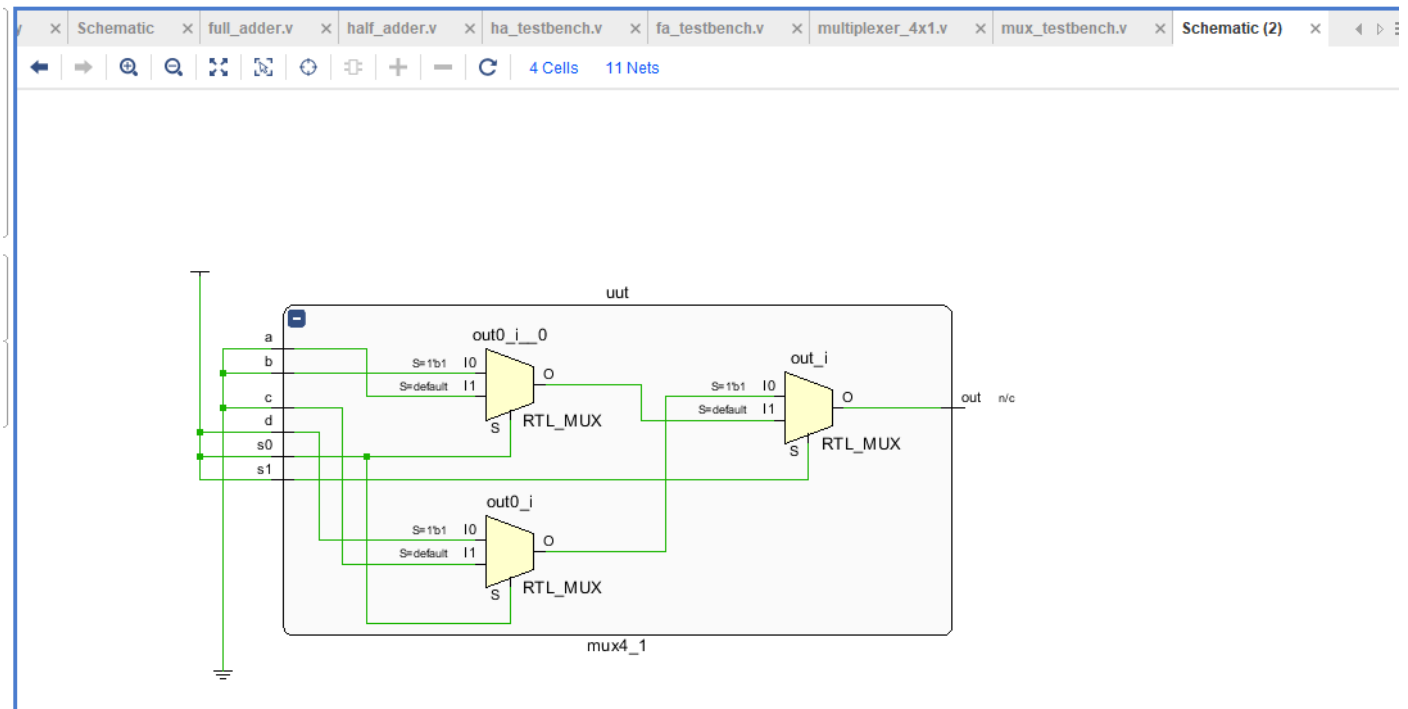 y Schematic full_adder.v half_adder.v ha_testbench.v fa_testbench.v multiplexer_4x1.v mux_testbench.v Schematic (2)
4 Cells 11 Nets
uut
a
b
c
d
s0
s1
out0_i__0
S=1'b1 I0
S=default I1
O
S
RTL_MUX
out0_i
S=1'b1 I0
S=default I1
O
S
RTL_MUX
out_i
S=1'b1 I0
S=default I1
O
S
RTL_MUX
out n/c
mux4_1